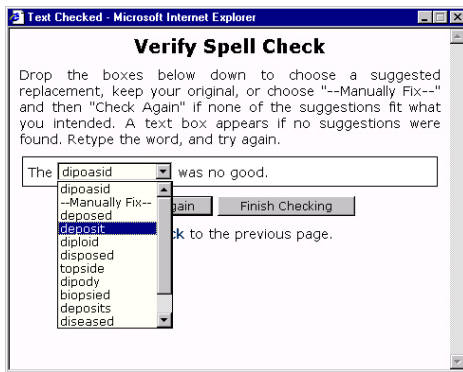 Text Checked - Microsoft Internet Explorer
Verify Spell Check
Drop the boxes below down to choose a suggested
replacement, keep your original, or choose "--Manually Fix--"
and then "Check Again" if none of the suggestions fit what
you intended. A text box appears if no suggestions were
found. Retype the word, and try again.
The dipoasid was no good.
dipoasid
--Manually Fix--
deposed
deposit
diploid
disposed
topside
dipody
biopsied
deposits
diseased
gain Finish Checking
ck to the previous page.